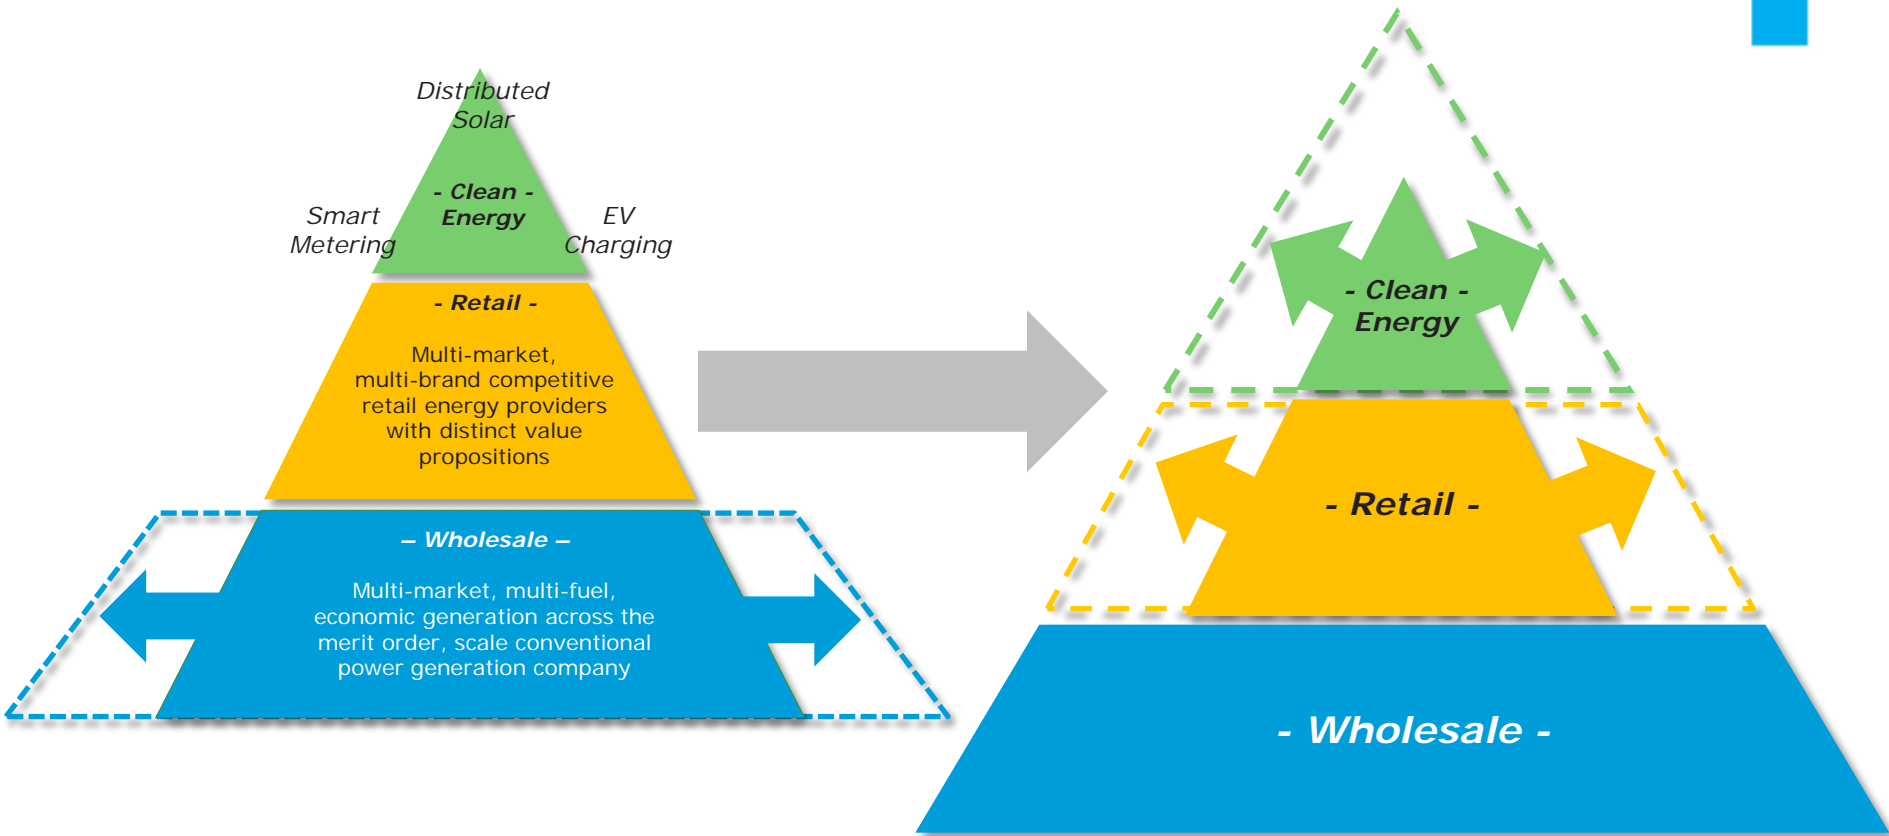 Distributed
Solar
- Clean -
Energy
Smart
Metering
EV
Charging
- Retail -
Multi-market,
multi-brand competitive
retail energy providers
with distinct value
propositions
– Wholesale –
Multi-market, multi-fuel,
economic generation across the
merit order, scale conventional
power generation company
- Clean -
Energy
- Retail -
- Wholesale -